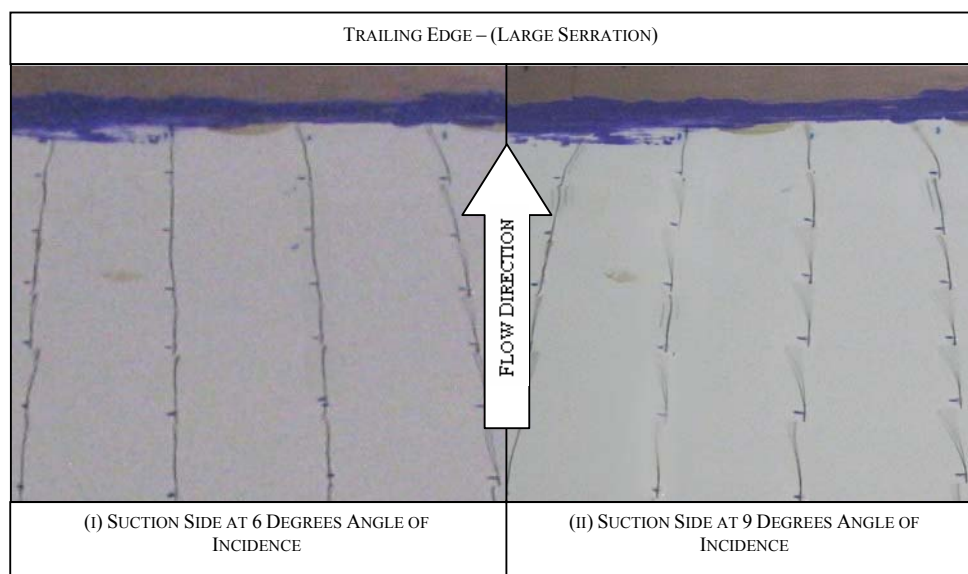 TRAILING EDGE – (LARGE SERRATION)
FLOW DIRECTION
(I) SUCTION SIDE AT 6 DEGREES ANGLE OF
INCIDENCE
(II) SUCTION SIDE AT 9 DEGREES ANGLE OF
INCIDENCE